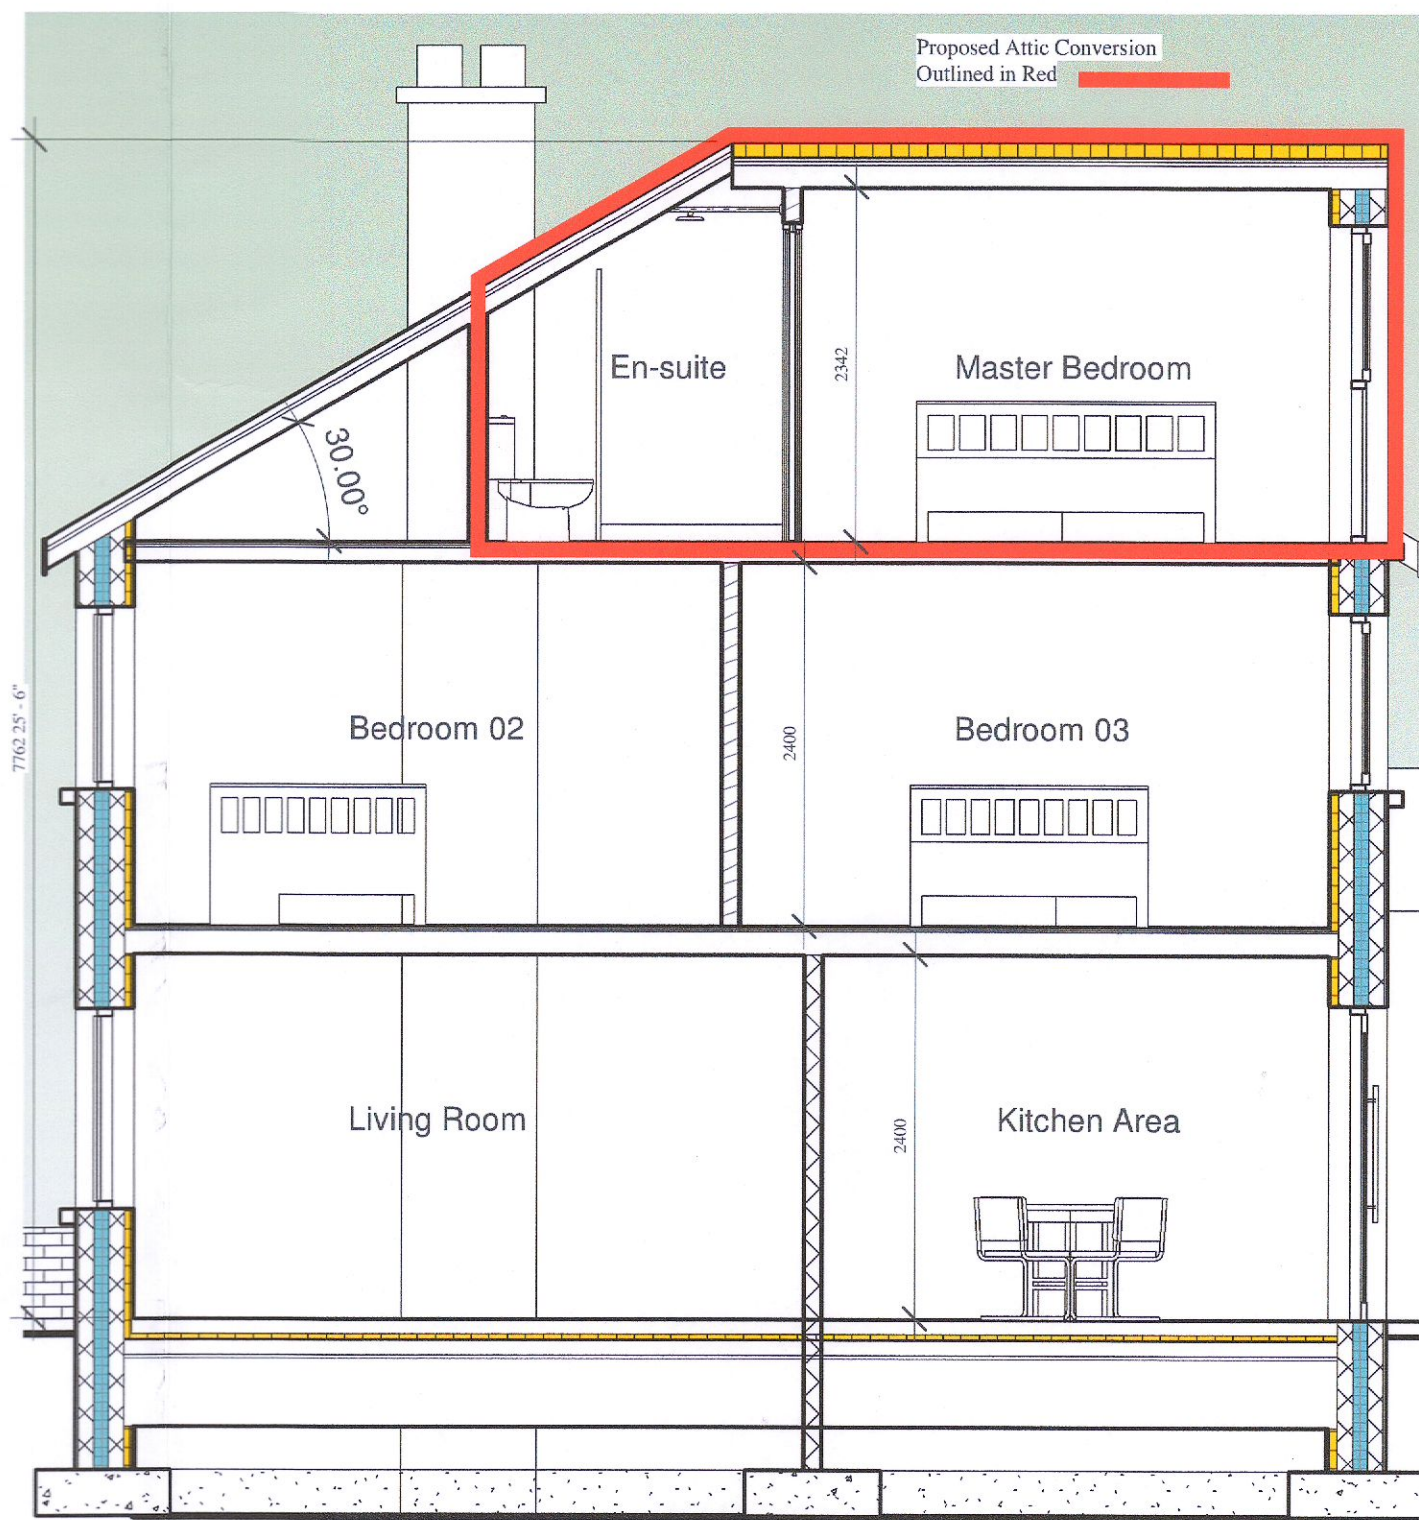 Proposed Attic Conversion
Outlined in Red
En-suite
2342
Master Bedroom
30.00°
7762 25' - 6"
Bedroom 02
2400
Bedroom 03
Living Room
2400
Kitchen Area